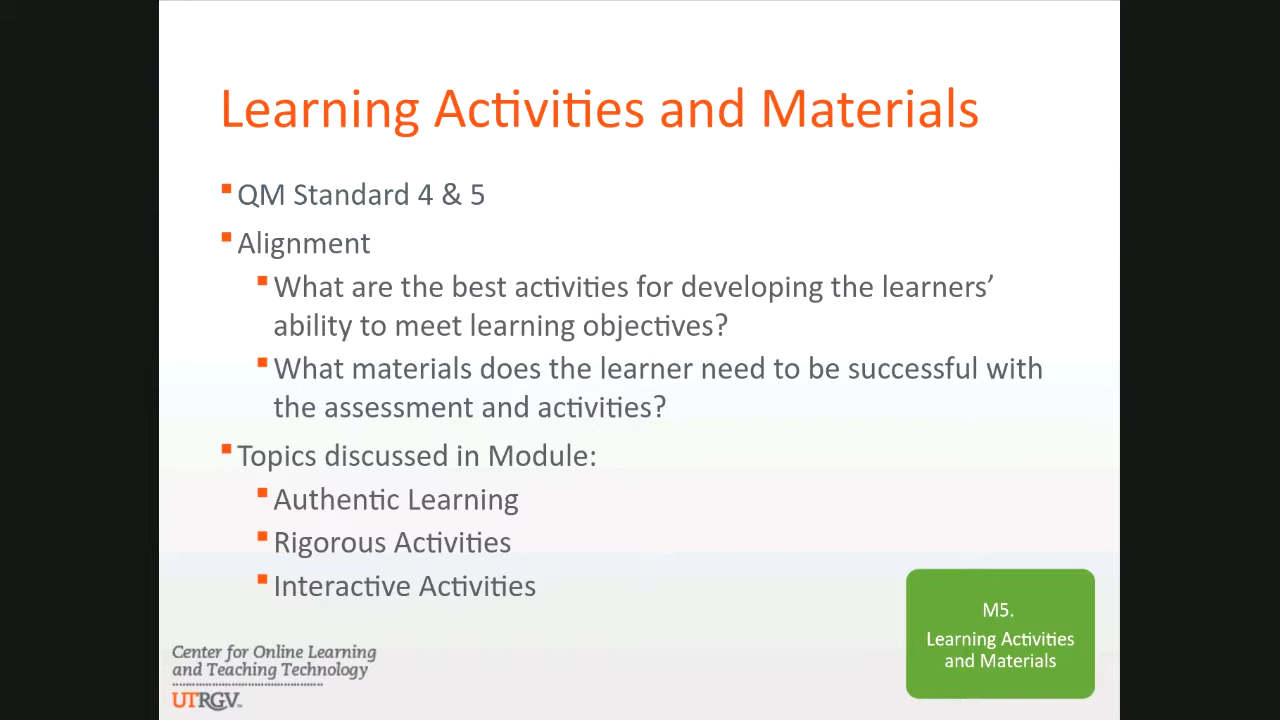 Learning Activities and Materials
QM Standard 4 & 5
Alignment
What are the best activities for developing the learners’
ability to meet learning objectives?
What materials does the learner need to be successful with
the assessment and activities?
Topics discussed in Module:
Authentic Learning
Rigorous Activities
Interactive Activities
M5.
Learning Activities
and Materials
Center for Online Learning
and Teaching Technology
UTRGV™